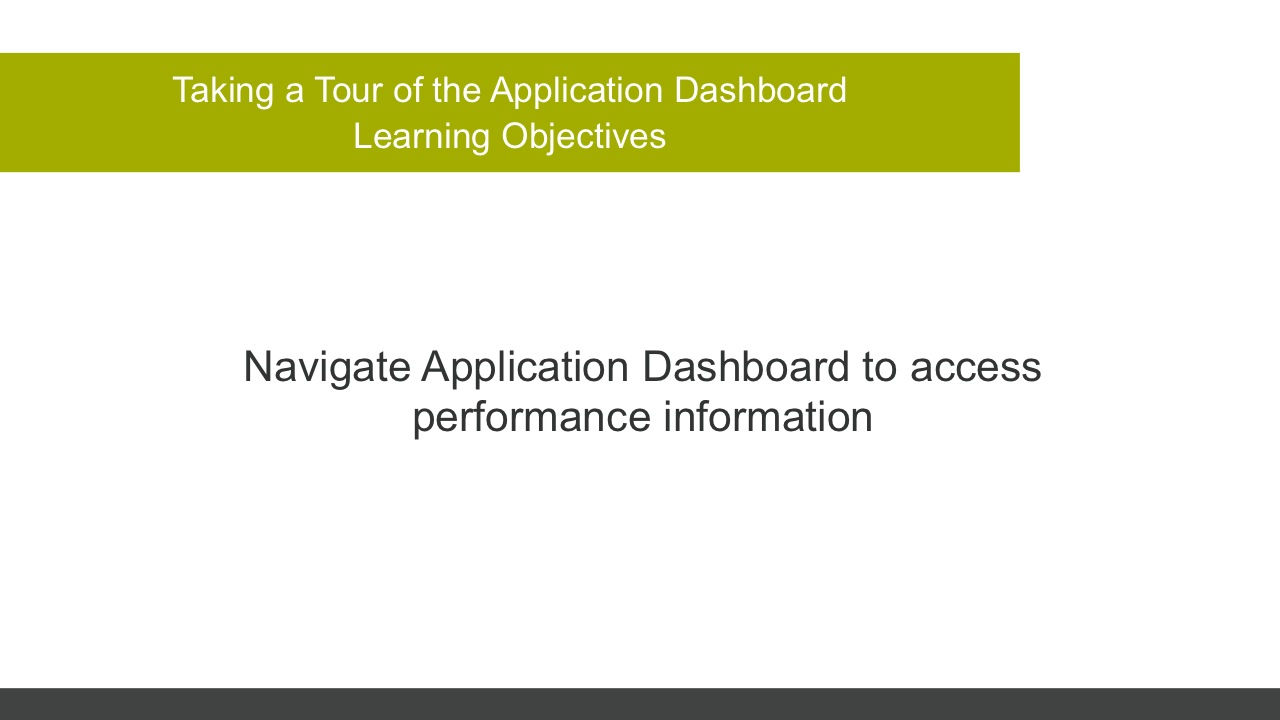 Taking a Tour of the Application Dashboard
Learning Objectives
Navigate Application Dashboard to access
performance information